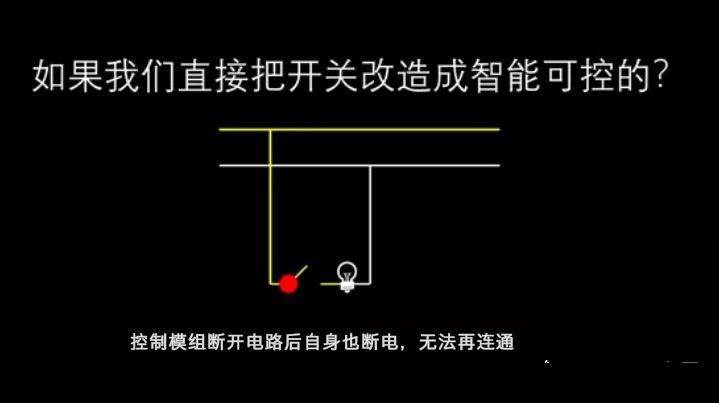 如果我们直接把开关改造成智能可控的？
控制模组断开电路后自身也断电，无法再连通